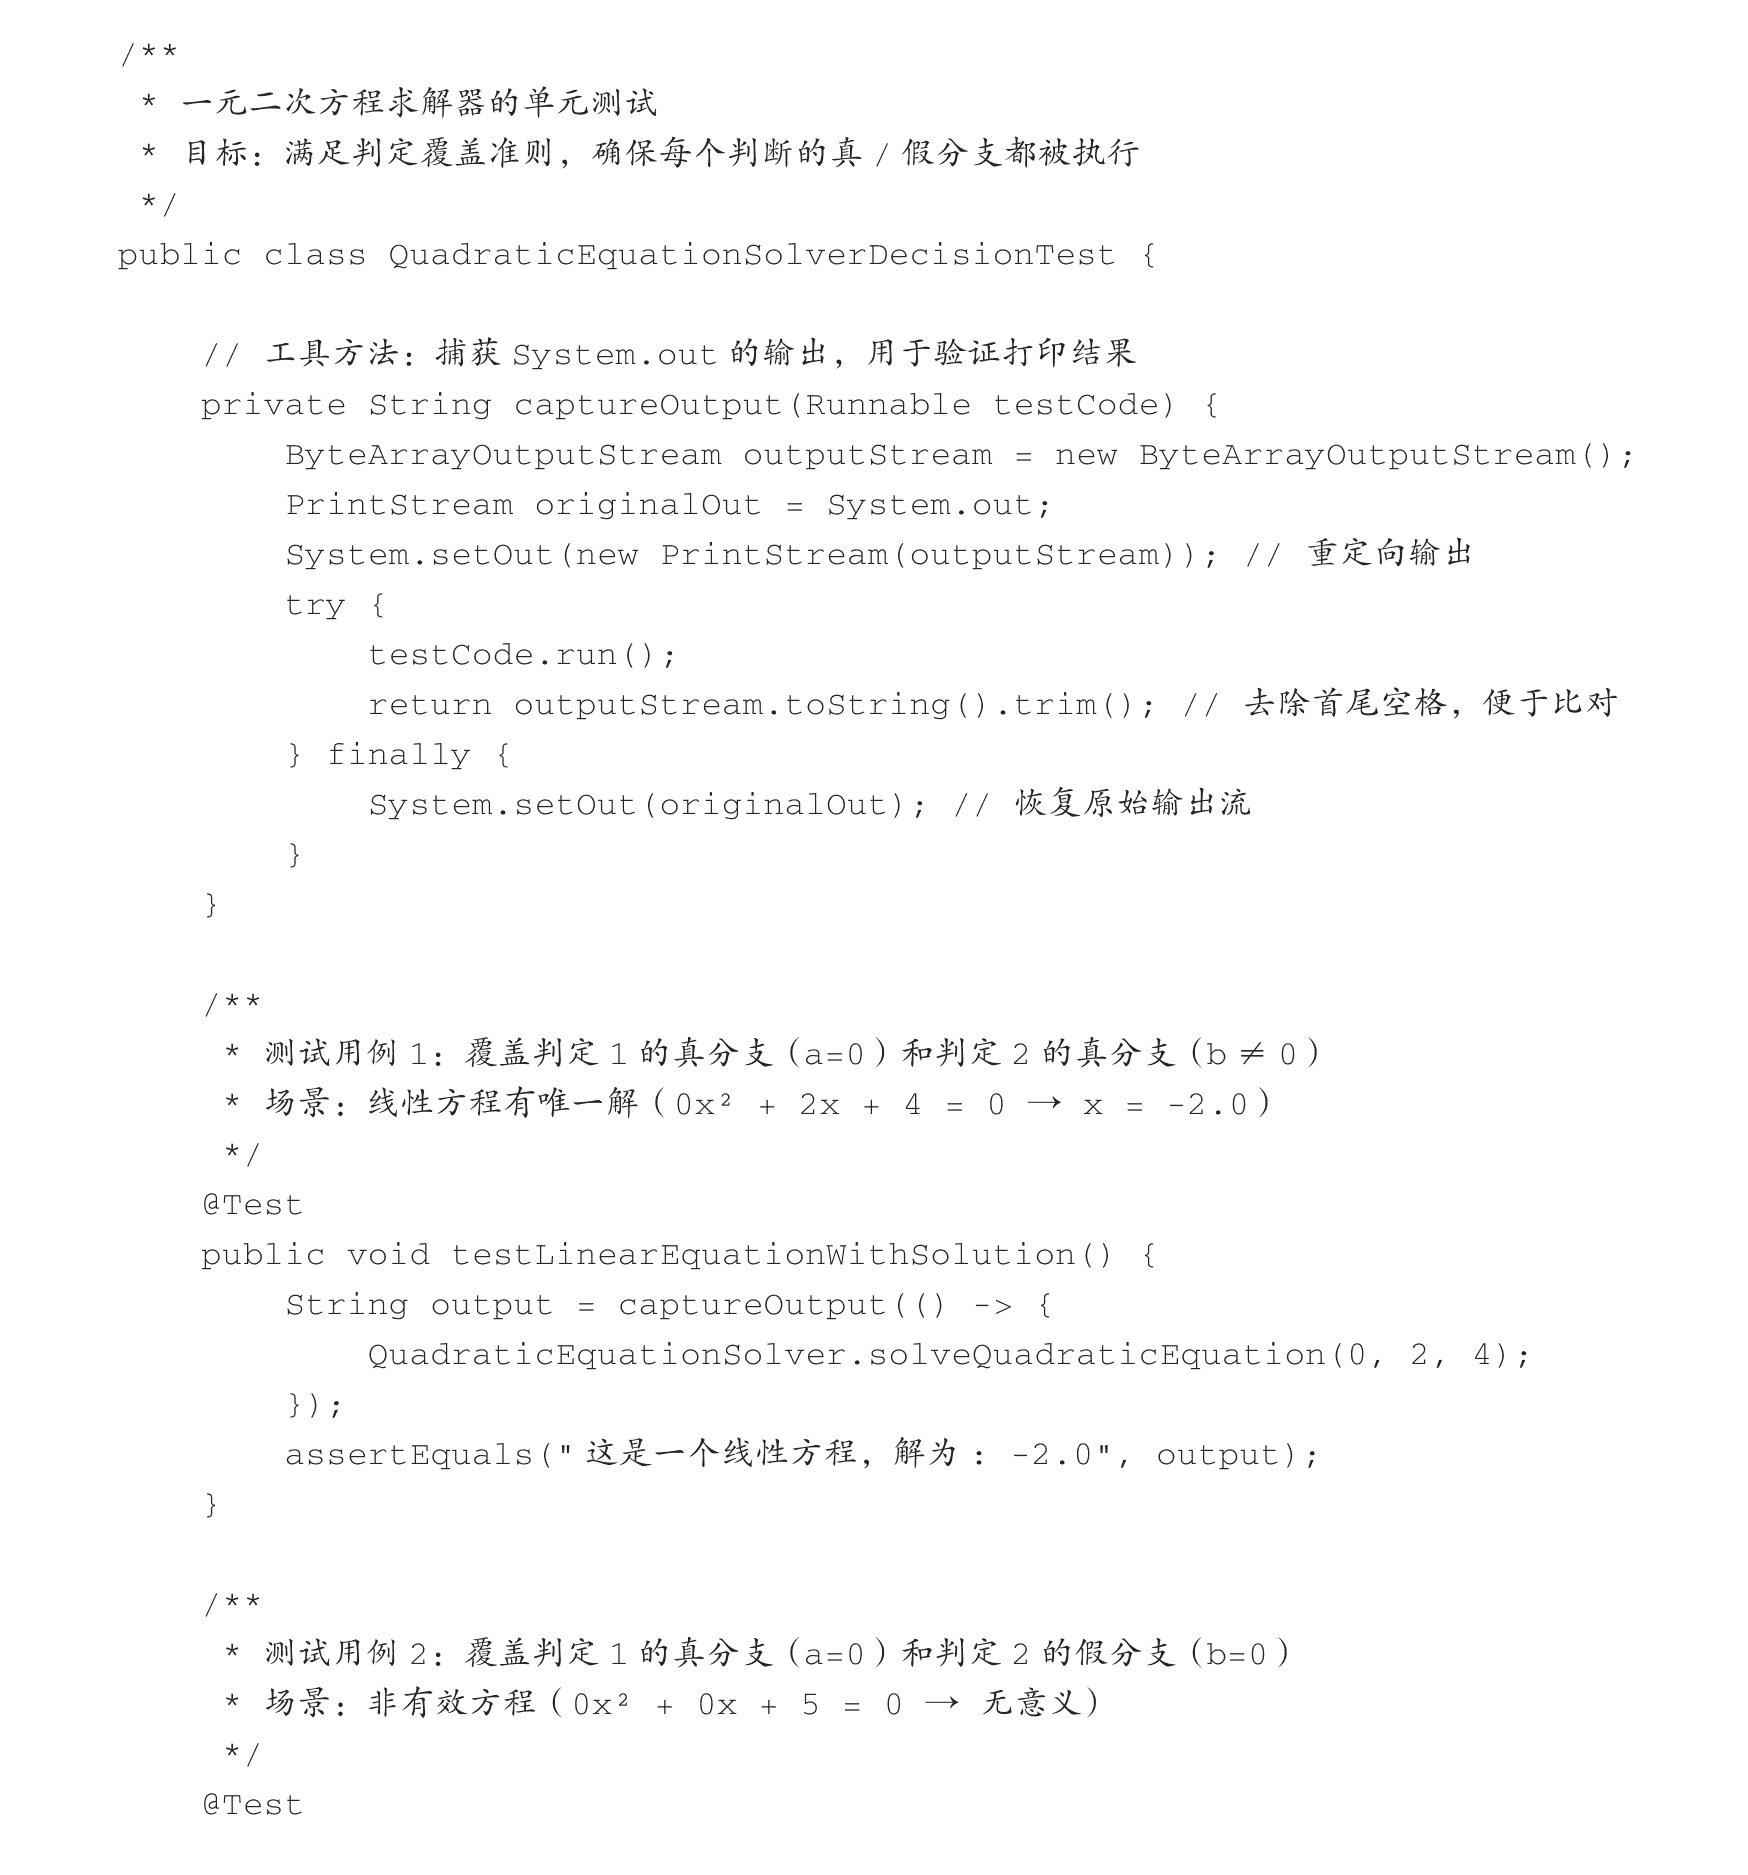 /**
 * 一元二次方程求解器的单元测试
 * 目标：满足判定覆盖准则，确保每个判断的真 / 假分支都被执行
 */
public class QuadraticEquationSolverDecisionTest {

    // 工具方法：捕获 System.out 的输出，用于验证打印结果
    private String captureOutput(Runnable testCode) {
        ByteArrayOutputStream outputStream = new ByteArrayOutputStream();
        PrintStream originalOut = System.out;
        System.setOut(new PrintStream(outputStream)); // 重定向输出
        try {
            testCode.run();
            return outputStream.toString().trim(); // 去除首尾空格，便于比对
        } finally {
            System.setOut(originalOut); // 恢复原始输出流
        }
    }

    /**
     * 测试用例 1：覆盖判定 1 的真分支（a=0）和判定 2 的真分支（b ≠ 0）
     * 场景：线性方程有唯一解（0x² + 2x + 4 = 0 → x = -2.0）
     */
    @Test
    public void testLinearEquationWithSolution() {
        String output = captureOutput(() -> {
            QuadraticEquationSolver.solveQuadraticEquation(0, 2, 4);
        });
        assertEquals(" 这是一个线性方程，解为 : -2.0", output);
    }

    /**
     * 测试用例 2：覆盖判定 1 的真分支（a=0）和判定 2 的假分支（b=0）
     * 场景：非有效方程（0x² + 0x + 5 = 0 → 无意义）
     */
    @Test